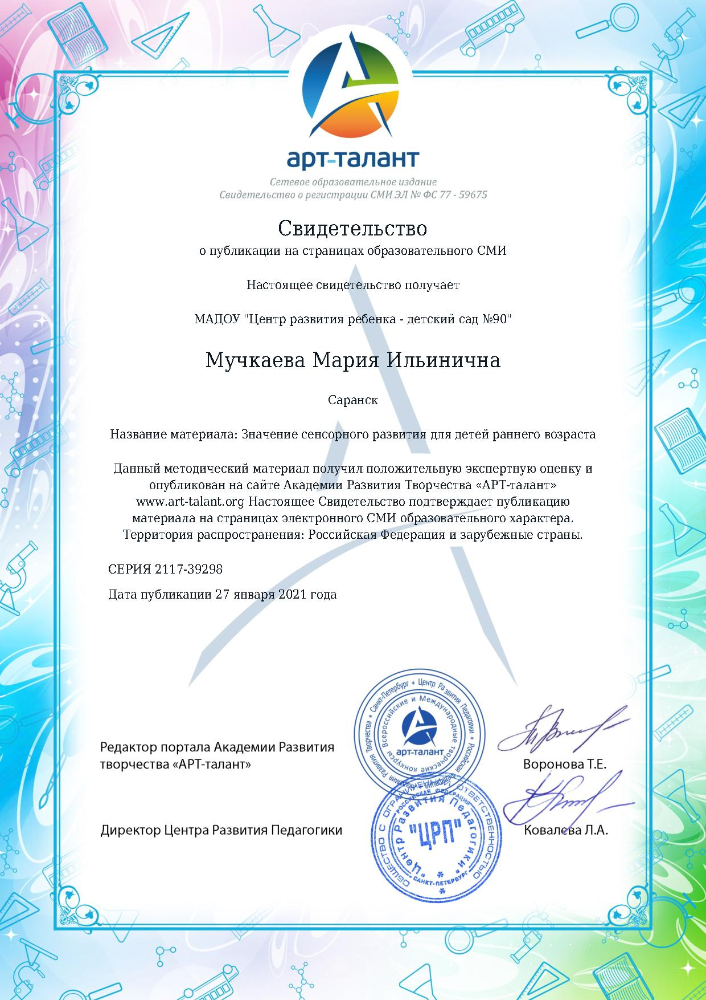 арт-талант
Сетевое образовательное издание
Свидетельство о регистрации СМИ ЭЛ № ФС 77 - 59675
Свидетельство
о публикации на страницах образовательного СМИ
Настоящее свидетельство получает
МАДОУ "Центр развития ребенка - детский сад №90"
Мучкаева Мария Ильинична
Саранск
Название материала: Значение сенсорного развития для детей раннего возраста
Данный методический материал получил положительную экспертную оценку и
опубликован на сайте Академии Развития Творчества «АРТ-талант»
www.art-talant.org Настоящее Свидетельство подтверждает публикацию
материала на страницах электронного СМИ образовательного характера.
Территория распространения: Российская Федерация и зарубежные страны.
СЕРИЯ 2117-39298
Дата публикации 27 января 2021 года
Санкт-Петербург * Центр Развития Педагогики * Российская
Развития Творчества *
Всероссийские и Международные творческие конкурсы
арт-талант
Редактор портала Академии Развития
творчества «АРТ-талант»
Воронова Т.Е.
ОБЩЕСТВО С ОГРАНИЧЕННОЙ ОТВЕТСТВЕННОСТЬЮ
РОССИЙСКАЯ ФЕДЕРАЦИЯ
"Центр Развития Педагогики"
"ЦРП"
САНКТ-ПЕТЕРБУРГ
Директор Центра Развития Педагогики
Ковалева Л.А.